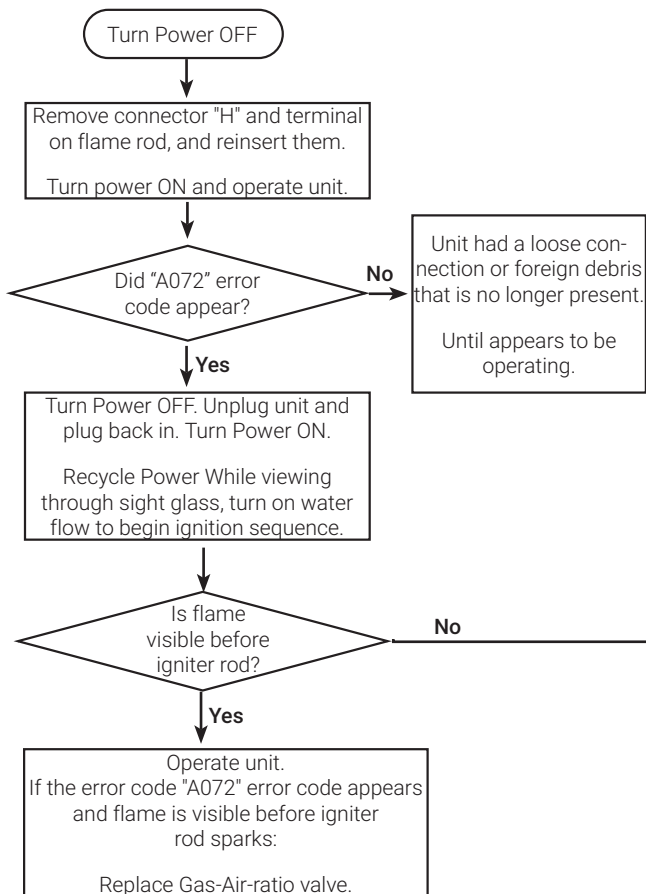 Turn Power OFF
Remove connector "H" and terminal
on flame rod, and reinsert them.
Turn power ON and operate unit.
Did “A072” error
code appear?
No
Unit had a loose con-
nection or foreign debris
that is no longer present.
Until appears to be
operating.
Yes
Turn Power OFF. Unplug unit and
plug back in. Turn Power ON.
Recycle Power While viewing
through sight glass, turn on water
flow to begin ignition sequence.
Is flame
visible before
igniter rod?
No
Yes
Operate unit.
If the error code "A072" error code appears
and flame is visible before igniter
rod sparks:
Replace Gas-Air-ratio valve.